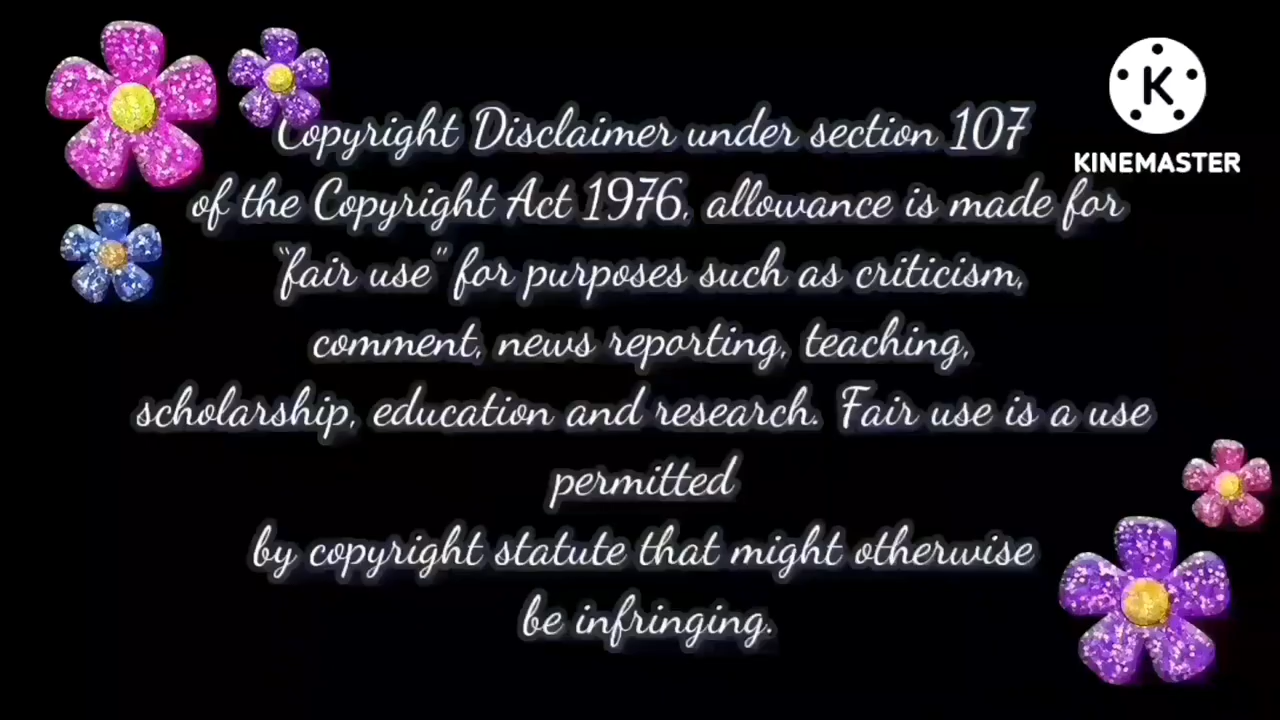 Copyright Disclaimer under section 107
of the Copyright Act 1976, allowance is made for
“fair use” for purposes such as criticism,
comment, news reporting, teaching,
scholarship, education and research. Fair use is a use
permitted
by copyright statute that might otherwise
be infringing.
K
KINEMASTER